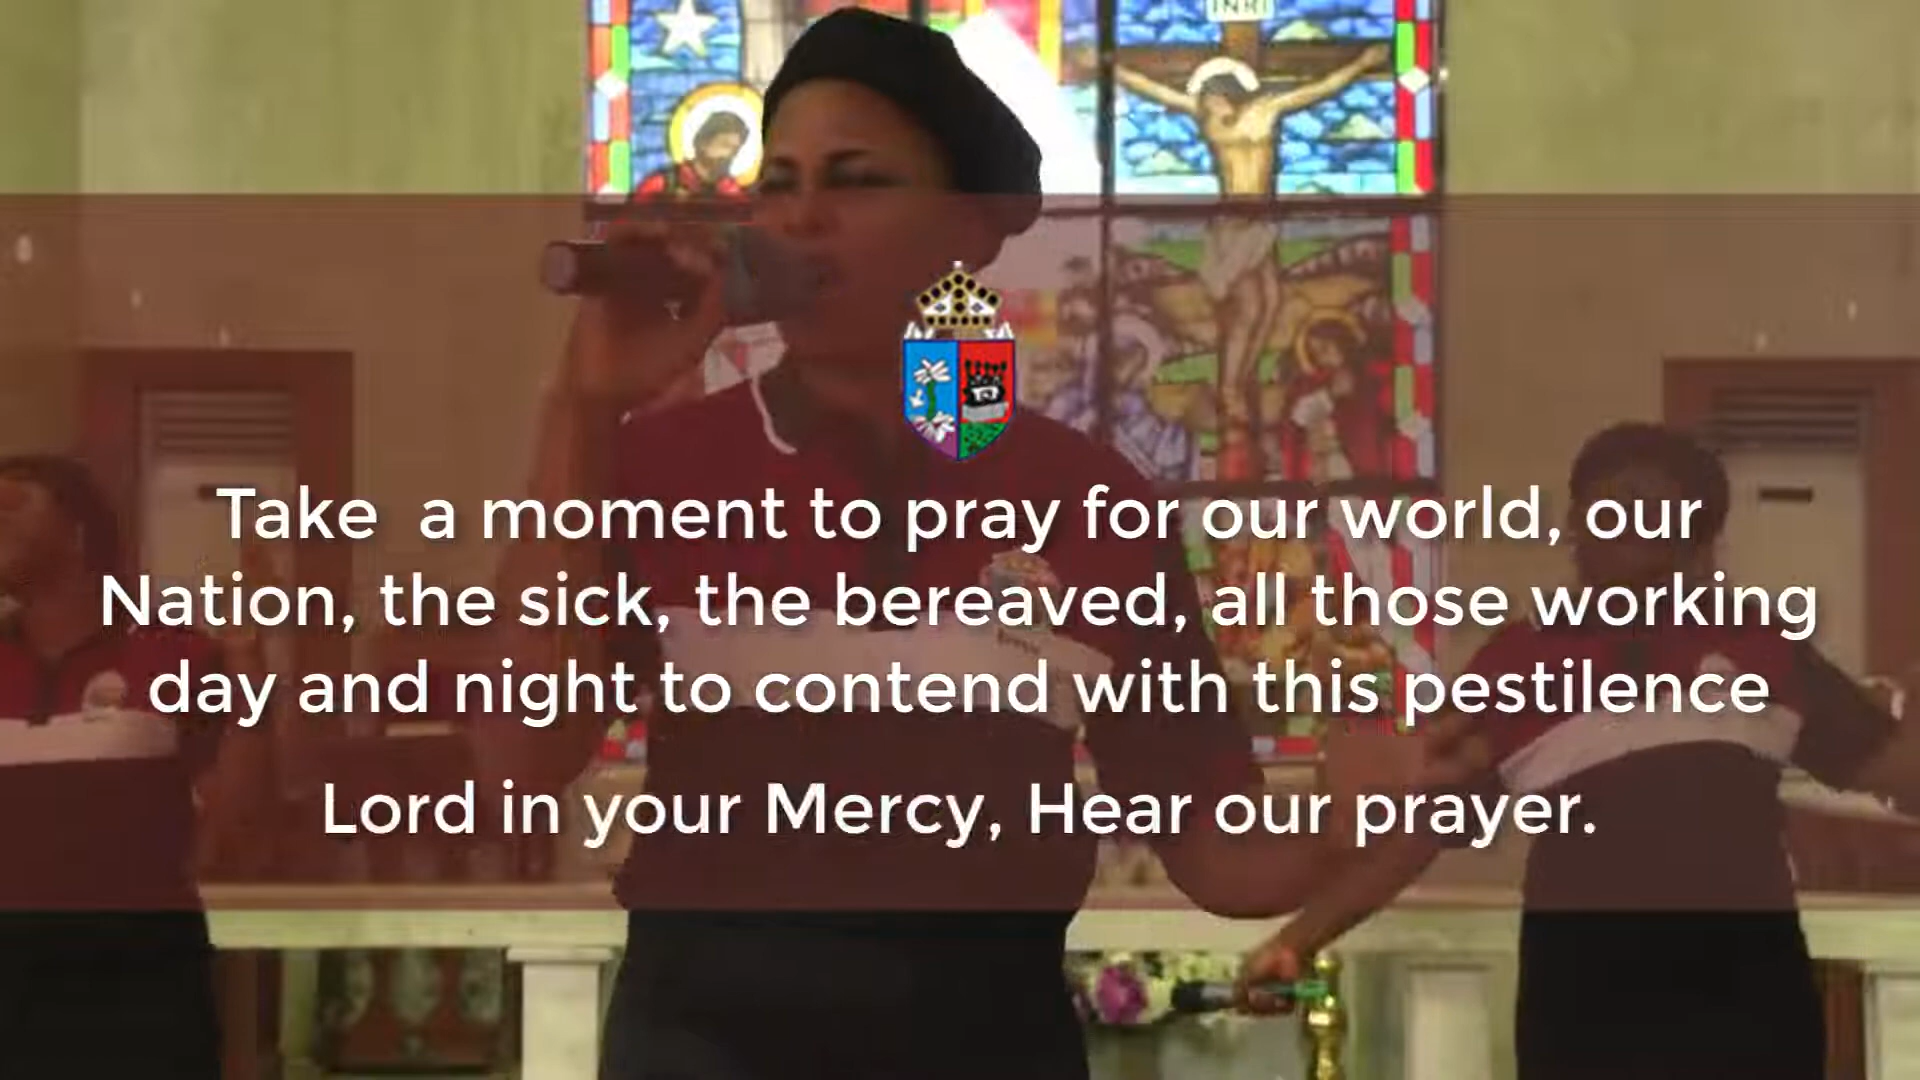 INRI
Take a moment to pray for our world, our
Nation, the sick, the bereaved, all those working
day and night to contend with this pestilence
Lord in your Mercy, Hear our prayer.